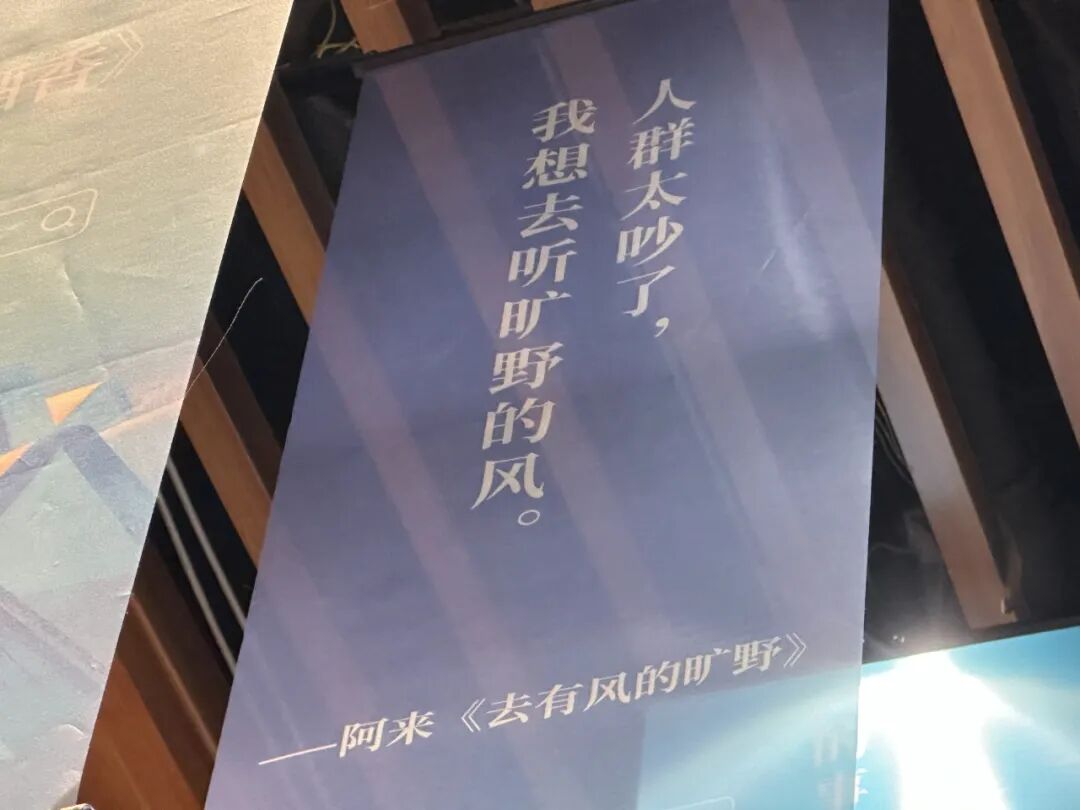 人群太吵了，
我想去听旷野的风。
——阿来《去有风的旷野》
香》